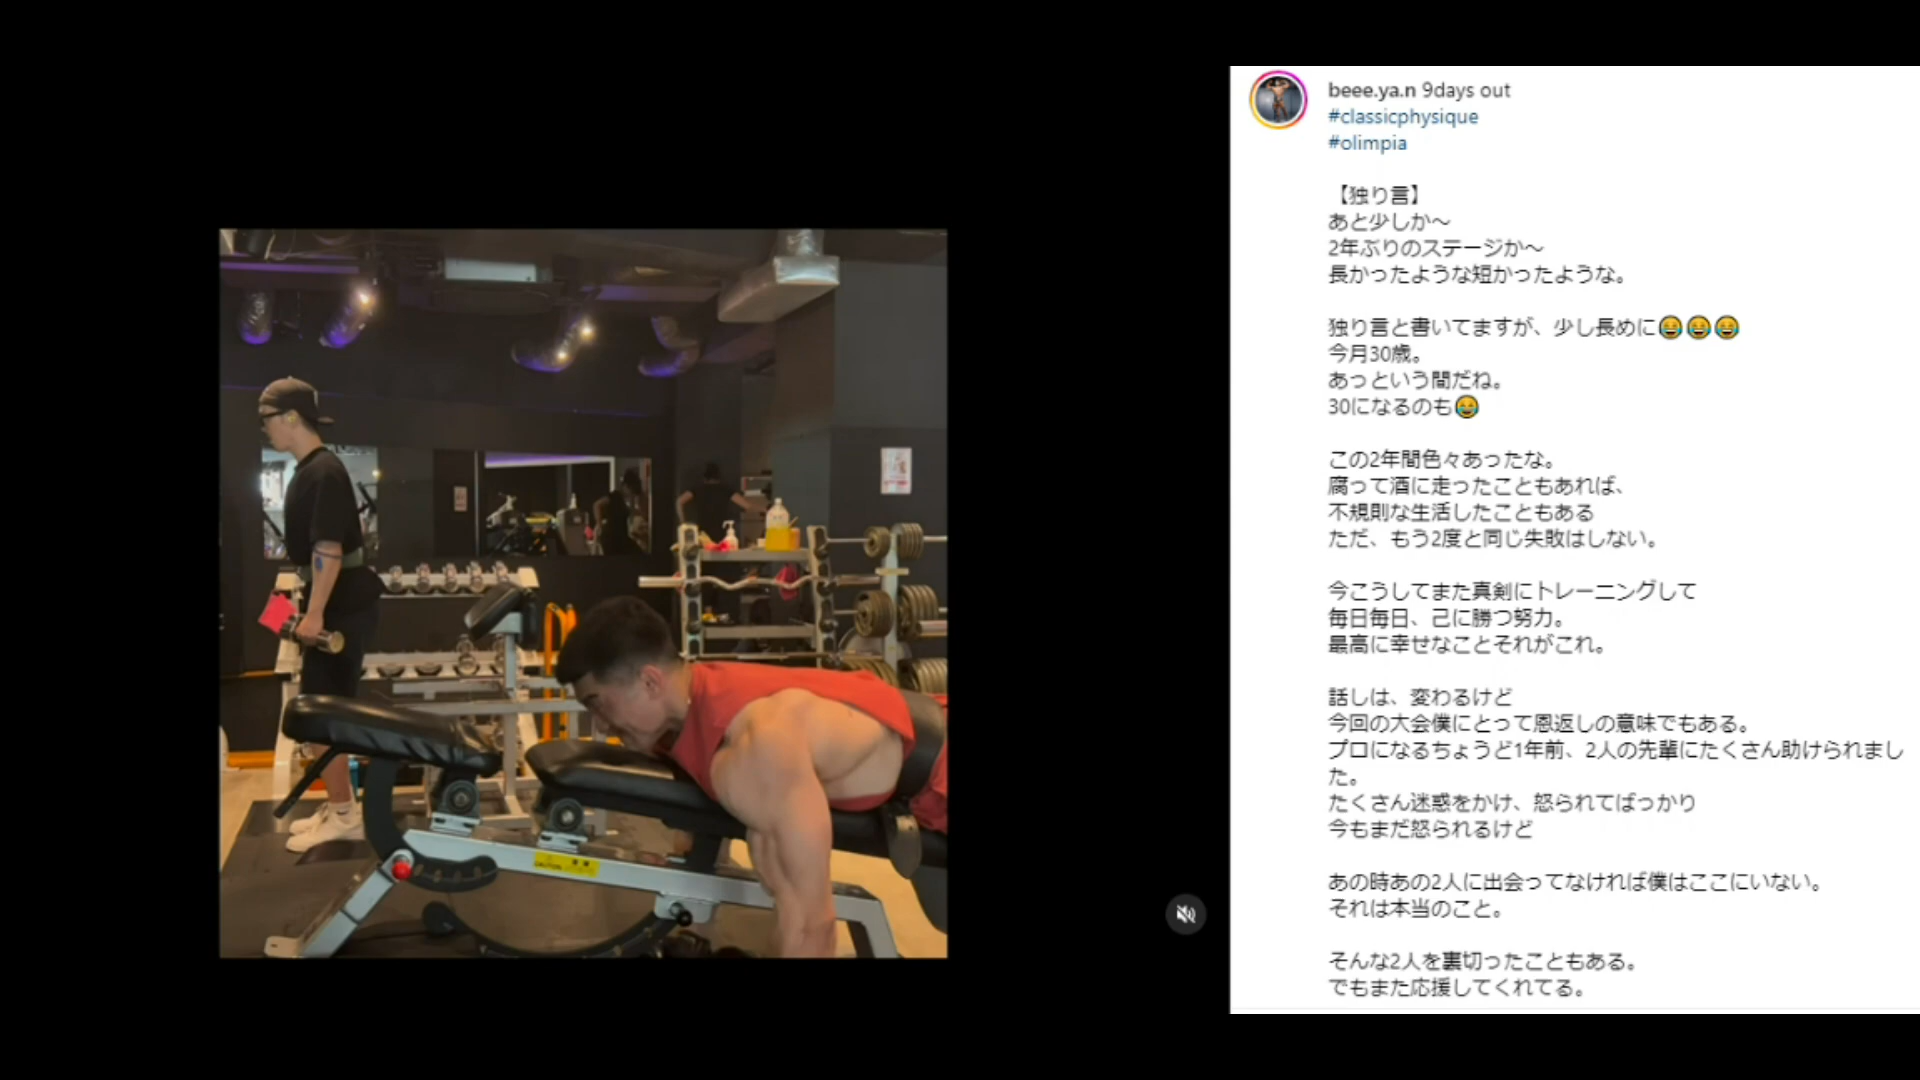 beee.ya.n 9days out
#classicphysique
#olimpia
【独り言】
あと少しか〜
2年ぶりのステージか〜
長かったような短かったような。
独り言と書いてますが、少し長めに😂😂😂
今月30歳。
あっという間だね。
30になるのも😂
この2年間色々あったな。
腐って酒に走ったこともあれば、
不規則な生活したこともある
ただ、もう2度と同じ失敗はしない。
今こうしてまた真剣にトレーニングして
毎日毎日、己に勝つ努力。
最高に幸せなことそれがこれ。
話しは、変わるけど
今回の大会僕にとって恩返しの意味でもある。
プロになるちょうど1年前、2人の先輩にたくさん助けられまし
た。
たくさん迷惑をかけ、怒られてばっかり
今もまだ怒られるけど
あの時あの2人に出会ってなければ僕はここにいない。
それは本当のこと。
そんな2人を裏切ったこともある。
でもまた応援してくれてる。